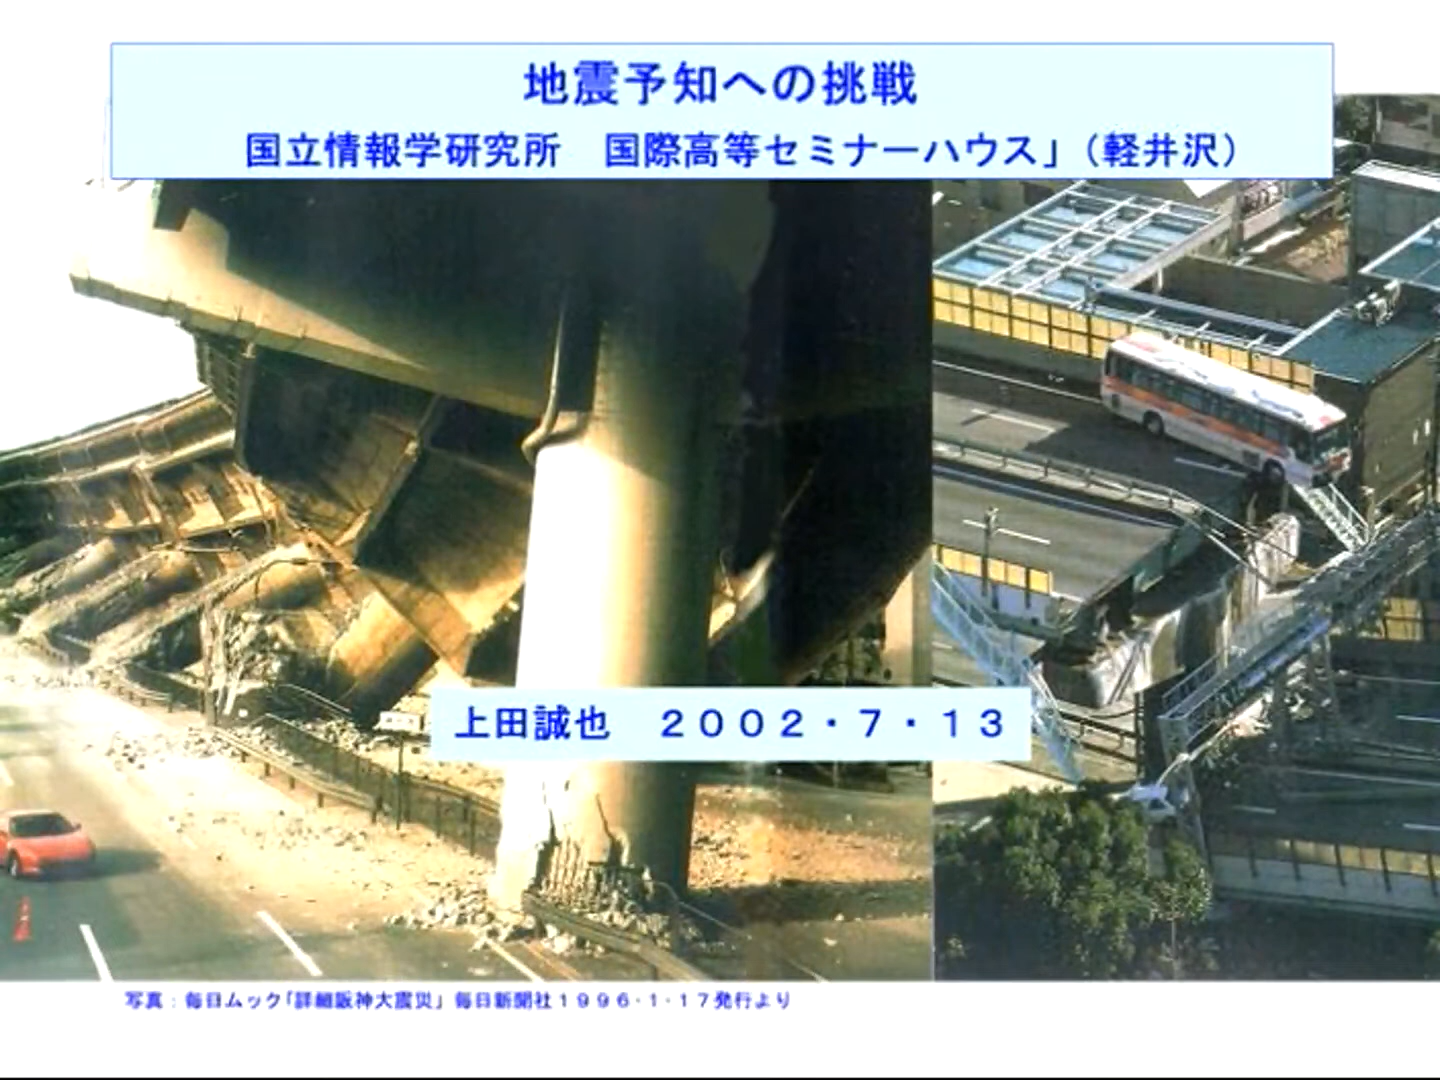 地震予知への挑戦
国立情報学研究所　国際高等セミナーハウス」（軽井沢）
上田誠也　２００２・７・１３
写真：毎日ムック｢詳細阪神大震災」毎日新聞社１９９６・１・１７発行より